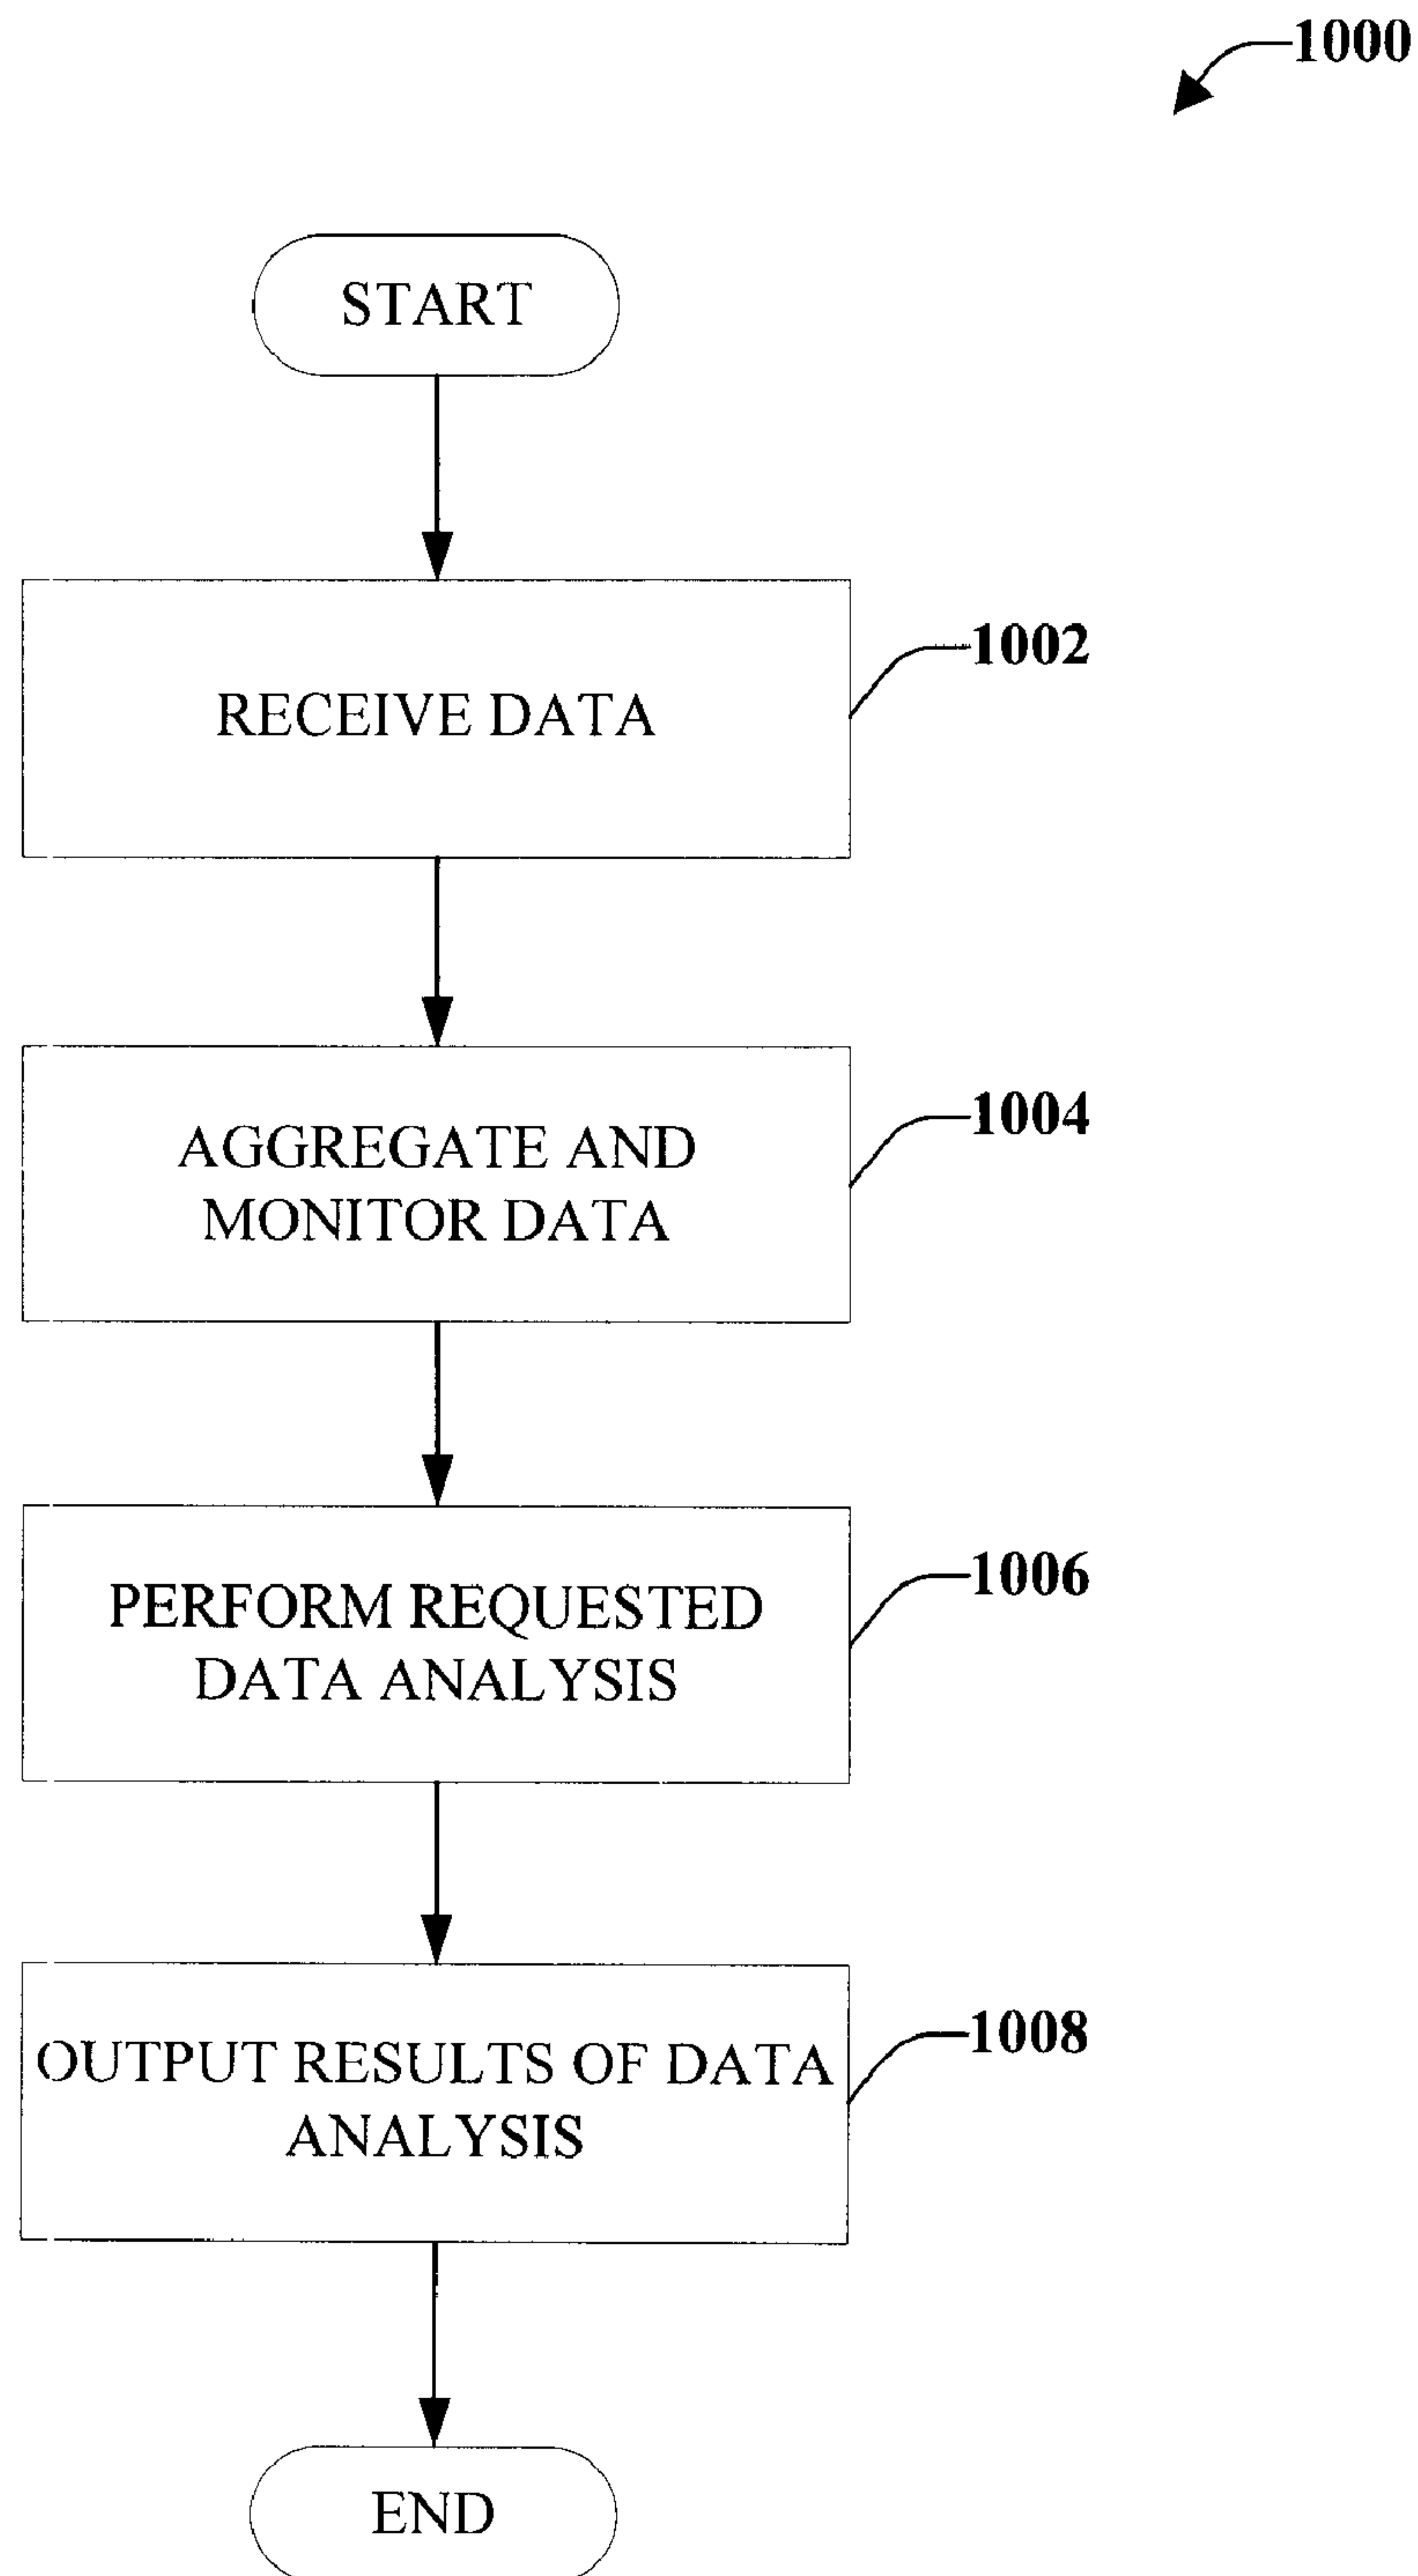 1000
START
RECEIVE DATA
1002
AGGREGATE AND
MONITOR DATA
1004
PERFORM REQUESTED
DATA ANALYSIS
1006
OUTPUT RESULTS OF DATA
ANALYSIS
1008
END